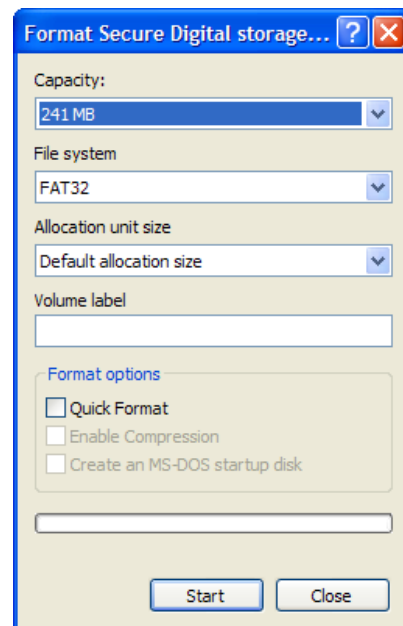 Format Secure Digital storage...
Capacity:
241 MB
File system
FAT32
Allocation unit size
Default allocation size
Volume label
Format options
Quick Format
Enable Compression
Create an MS-DOS startup disk
Start Close